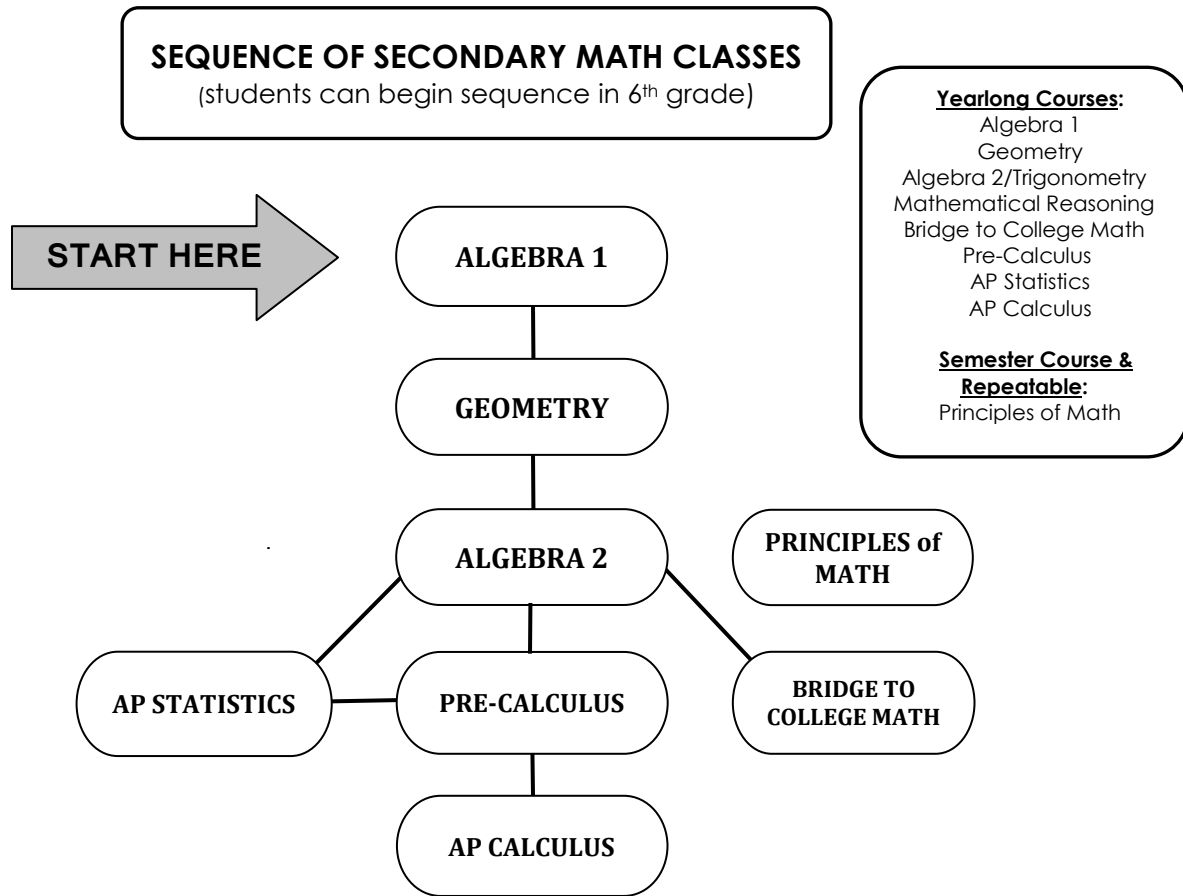 SEQUENCE OF SECONDARY MATH CLASSES
(students can begin sequence in 6th grade)
Yearlong Courses:
Algebra 1
Geometry
Algebra 2/Trigonometry
Mathematical Reasoning
Bridge to College Math
Pre-Calculus
AP Statistics
AP Calculus
Semester Course &
Repeatable:
Principles of Math
START HERE
ALGEBRA 1
GEOMETRY
ALGEBRA 2
PRINCIPLES of
MATH
AP STATISTICS
PRE-CALCULUS
BRIDGE TO
COLLEGE MATH
AP CALCULUS